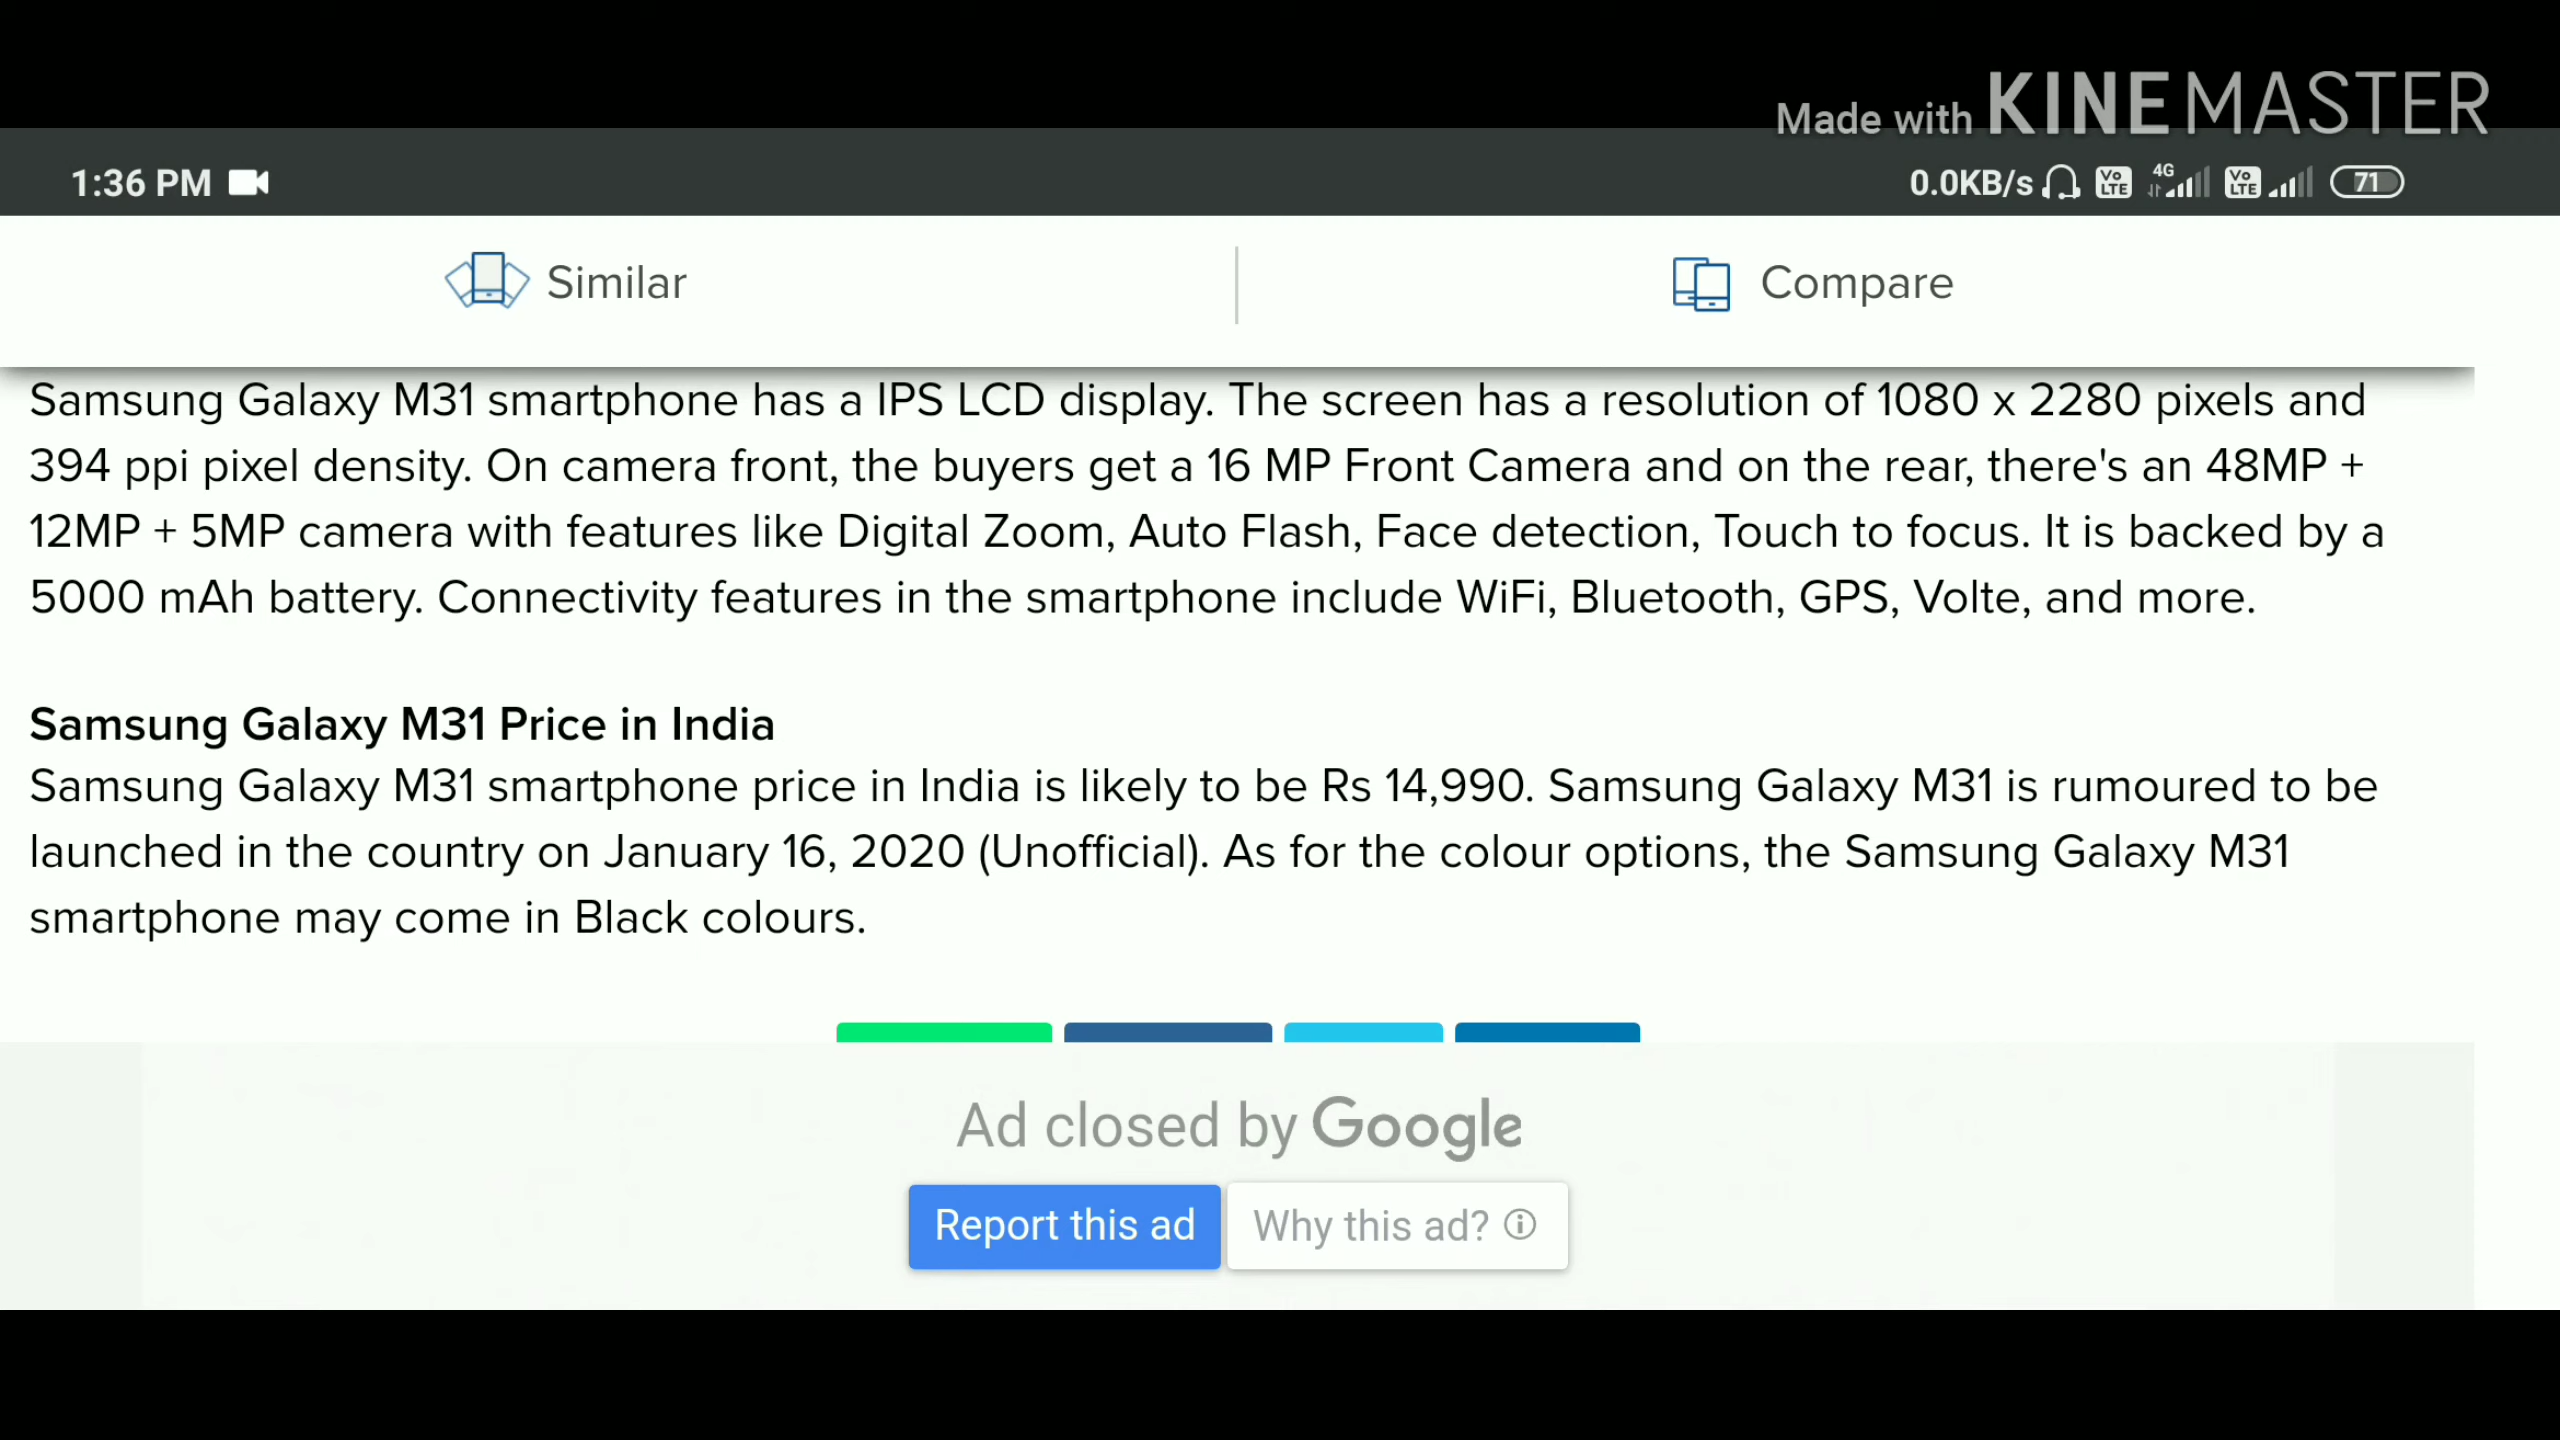 Made with KINEMASTER
1:36 PM 0.0KB/s Vo LTE 4G Vo LTE 71
Similar Compare
Samsung Galaxy M31 smartphone has a IPS LCD display. The screen has a resolution of 1080 x 2280 pixels and
394 ppi pixel density. On camera front, the buyers get a 16 MP Front Camera and on the rear, there's an 48MP +
12MP + 5MP camera with features like Digital Zoom, Auto Flash, Face detection, Touch to focus. It is backed by a
5000 mAh battery. Connectivity features in the smartphone include WiFi, Bluetooth, GPS, Volte, and more.
Samsung Galaxy M31 Price in India
Samsung Galaxy M31 smartphone price in India is likely to be Rs 14,990. Samsung Galaxy M31 is rumoured to be
launched in the country on January 16, 2020 (Unofficial). As for the colour options, the Samsung Galaxy M31
smartphone may come in Black colours.
Ad closed by Google
Report this ad Why this ad?